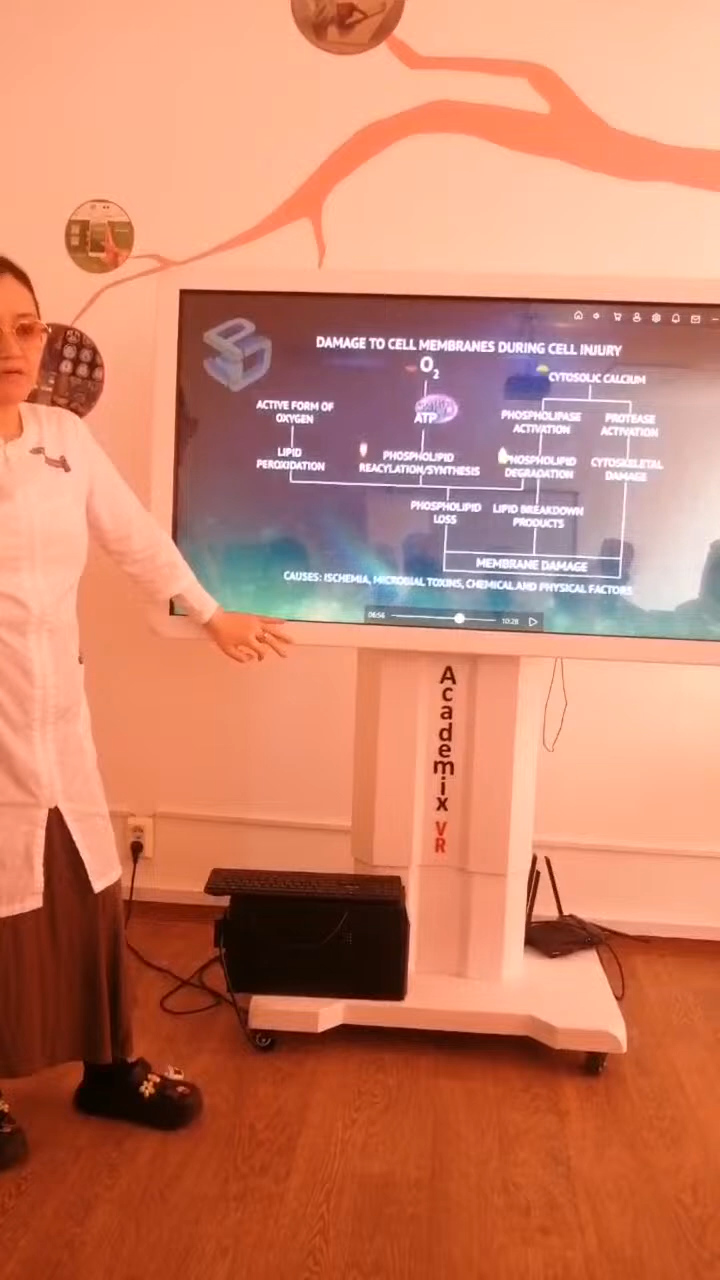 DAMAGE TO CELL MEMBRANES DURING CELL INJURY
O2
CYTOSOLIC CALCIUM
ACTIVE FORM OF
OXYGEN
ATP
PHOSPHOLIPASE
ACTIVATION
PROTEASE
ACTIVATION
LIPID
PEROXIDATION
PHOSPHOLIPID
REACYLATION/SYNTHESIS
PHOSPHOLIPID
DEGRADATION
CYTOSKELETAL
DAMAGE
PHOSPHOLIPID
LOSS
LIPID BREAKDOWN
PRODUCTS
MEMBRANE DAMAGE
CAUSES: ISCHEMIA, MICROBIAL TOXINS, CHEMICAL AND PHYSICAL FACTORS
06:56
10:28
Academix
VR